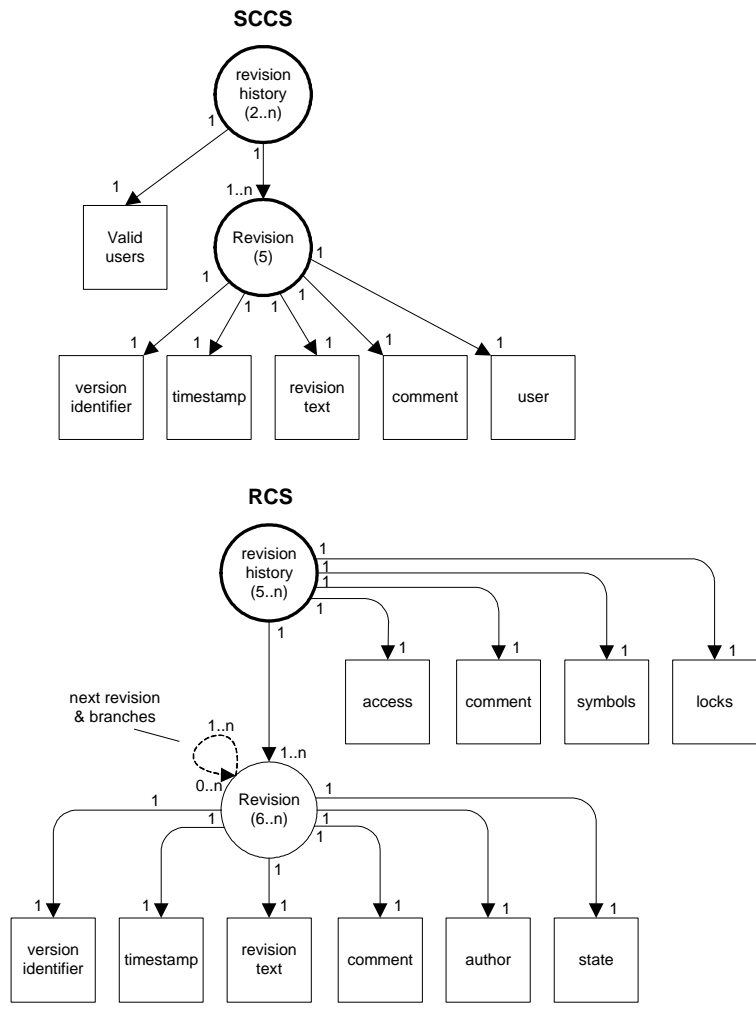 SCCS
revision
history
(2..n)
1
1
1
1..n
Valid
users
Revision
(5)
1
1
1
1
1
1
1
1
1
1
version
identifier
timestamp
revision
text
comment
user
RCS
revision
history
(5..n)
1
1
1
1
1
1
1
1
1
access
comment
symbols
locks
next revision
& branches
1..n
0..n
1..n
Revision
(6..n)
1
1
1
1
1
1
1
1
1
1
1
1
version
identifier
timestamp
revision
text
comment
author
state